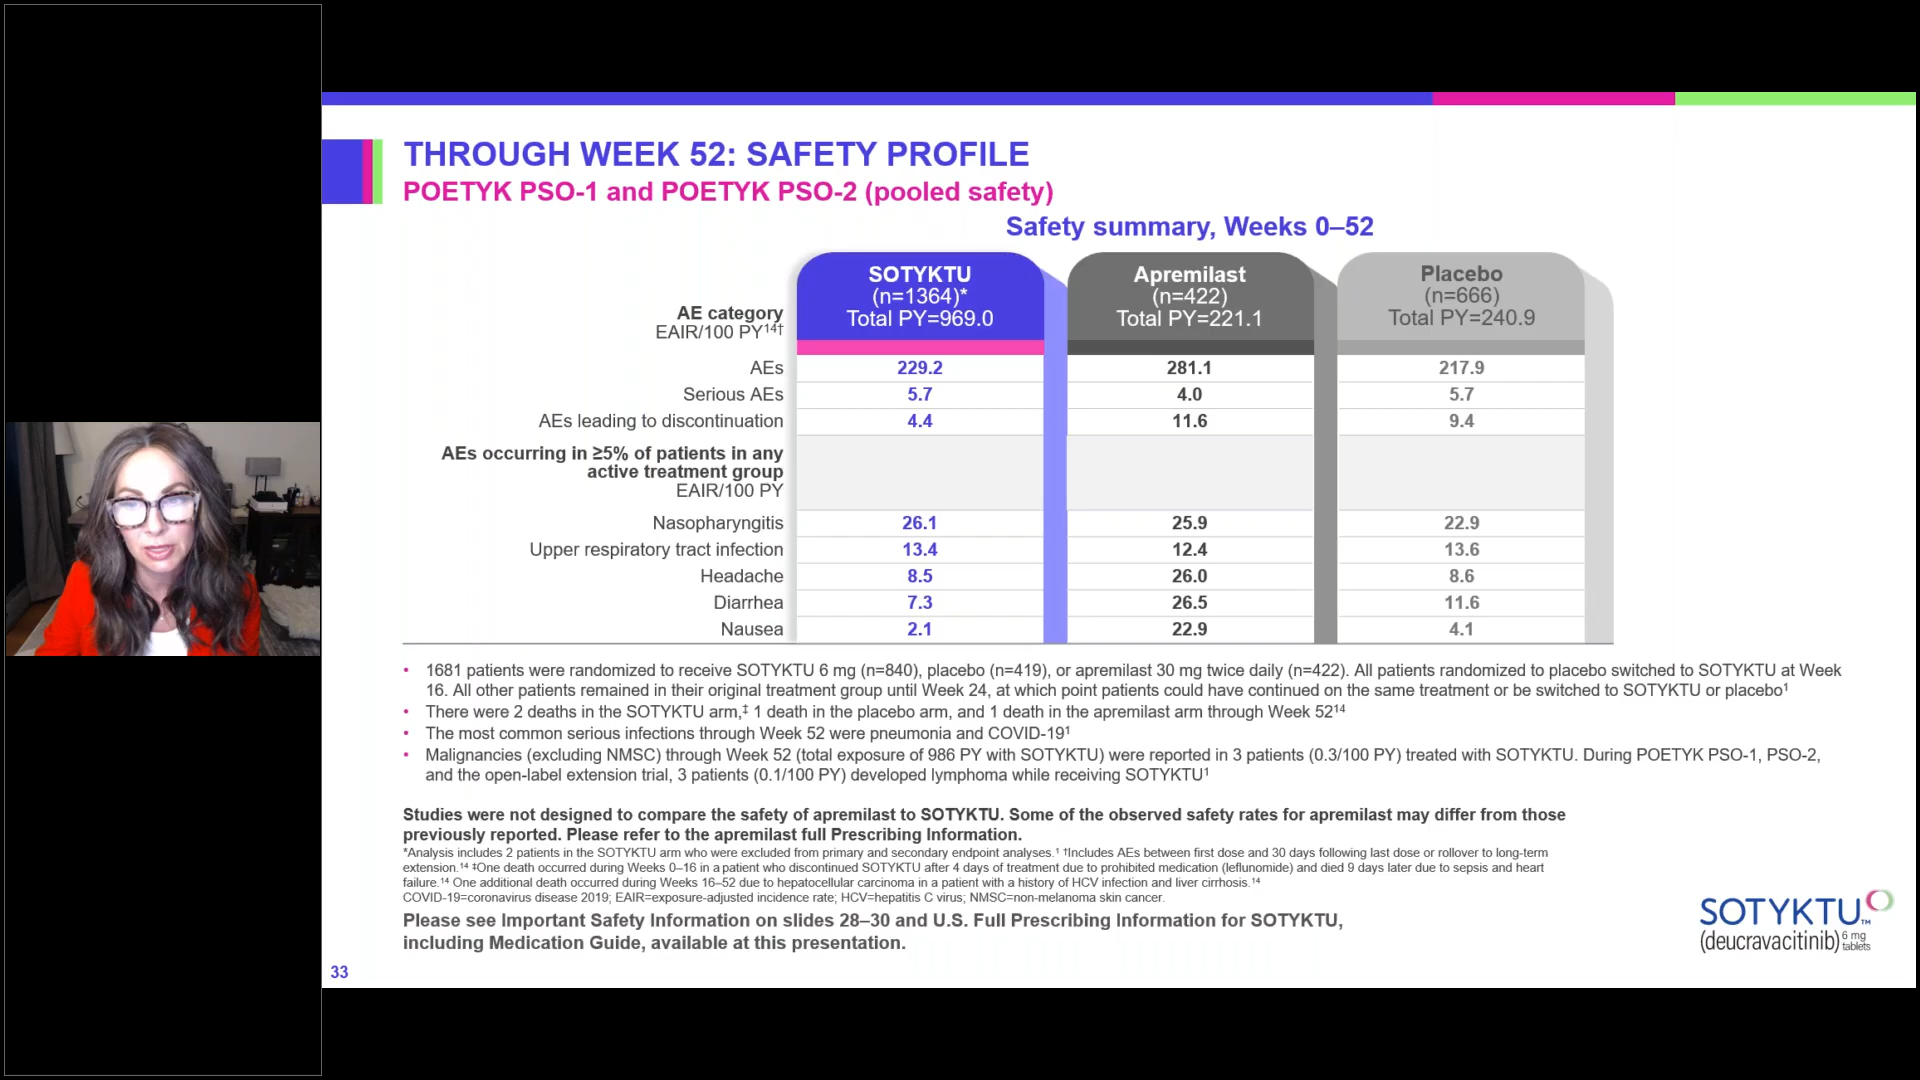 THROUGH WEEK 52: SAFETY PROFILE
POETYK PSO-1 and POETYK PSO-2 (pooled safety)
Safety summary, Weeks 0–52
AE category
EAIR/100 PY¹⁴†
SOTYKTU
(n=1364)*
Total PY=969.0
Apremilast
(n=422)
Total PY=221.1
Placebo
(n=666)
Total PY=240.9
AEs 229.2 281.1 217.9
Serious AEs 5.7 4.0 5.7
AEs leading to discontinuation 4.4 11.6 9.4
AEs occurring in ≥5% of patients in any
active treatment group
EAIR/100 PY
Nasopharyngitis 26.1 25.9 22.9
Upper respiratory tract infection 13.4 12.4 13.6
Headache 8.5 26.0 8.6
Diarrhea 7.3 26.5 11.6
Nausea 2.1 22.9 4.1
• 1681 patients were randomized to receive SOTYKTU 6 mg (n=840), placebo (n=419), or apremilast 30 mg twice daily (n=422). All patients randomized to placebo switched to SOTYKTU at Week
16. All other patients remained in their original treatment group until Week 24, at which point patients could have continued on the same treatment or be switched to SOTYKTU or placebo¹
• There were 2 deaths in the SOTYKTU arm,‡ 1 death in the placebo arm, and 1 death in the apremilast arm through Week 52¹⁴
• The most common serious infections through Week 52 were pneumonia and COVID-19¹
• Malignancies (excluding NMSC) through Week 52 (total exposure of 986 PY with SOTYKTU) were reported in 3 patients (0.3/100 PY) treated with SOTYKTU. During POETYK PSO-1, PSO-2,
and the open-label extension trial, 3 patients (0.1/100 PY) developed lymphoma while receiving SOTYKTU¹
Studies were not designed to compare the safety of apremilast to SOTYKTU. Some of the observed safety rates for apremilast may differ from those
previously reported. Please refer to the apremilast full Prescribing Information.
*Analysis includes 2 patients in the SOTYKTU arm who were excluded from primary and secondary endpoint analyses.¹ †Includes AEs between first dose and 30 days following last dose or rollover to long-term
extension.¹⁴ ‡One death occurred during Weeks 0–16 in a patient who discontinued SOTYKTU after 4 days of treatment due to prohibited medication (leflunomide) and died 9 days later due to sepsis and heart
failure.¹⁴ One additional death occurred during Weeks 16–52 due to hepatocellular carcinoma in a patient with a history of HCV infection and liver cirrhosis.¹⁴
COVID-19=coronavirus disease 2019; EAIR=exposure-adjusted incidence rate; HCV=hepatitis C virus; NMSC=non-melanoma skin cancer.
Please see Important Safety Information on slides 28–30 and U.S. Full Prescribing Information for SOTYKTU,
including Medication Guide, available at this presentation.
SOTYKTU™
(deucravacitinib) 6 mg tablets
33